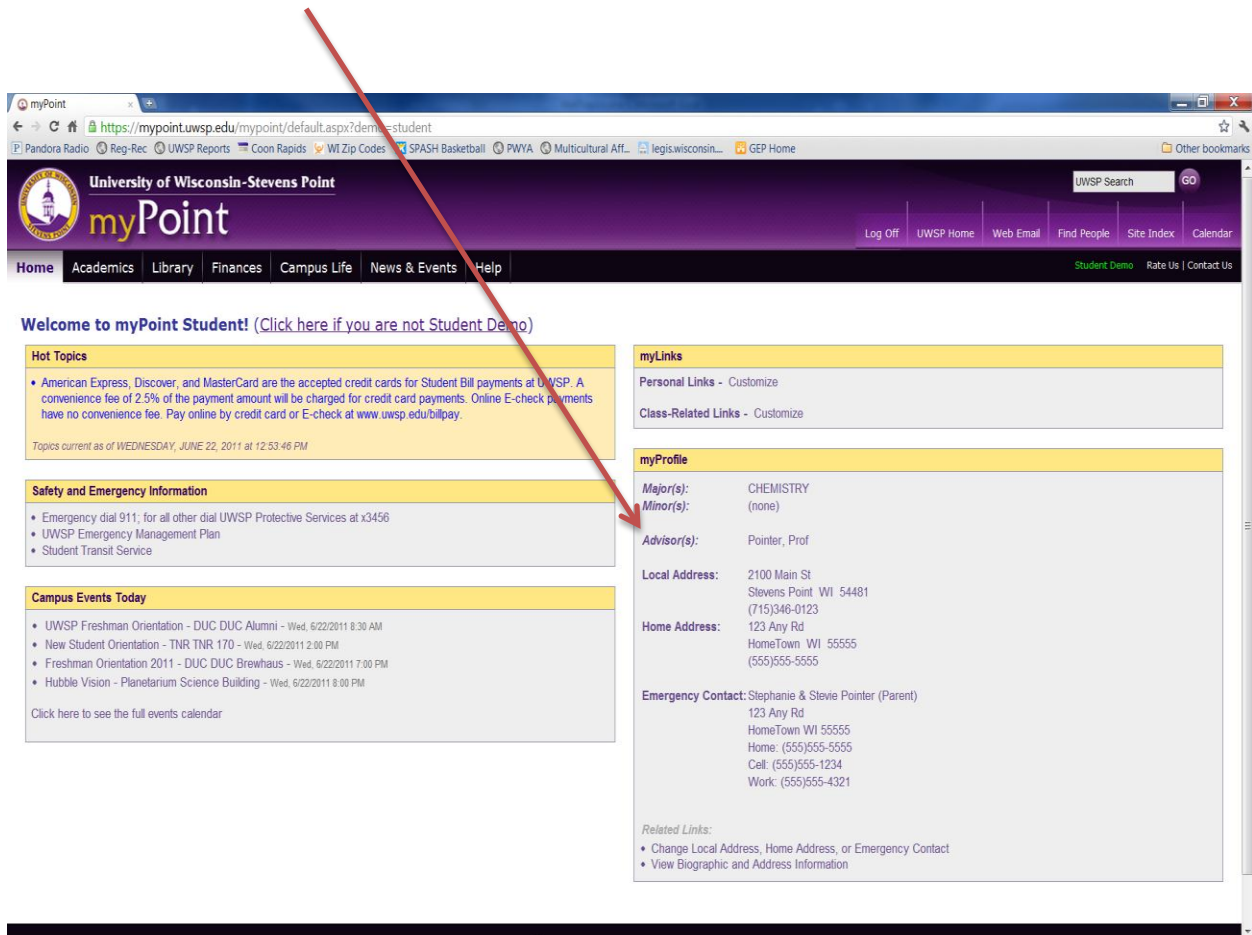 myPoint
https://mypoint.uwsp.edu/mypoint/default.aspx?demo=student
Pandora Radio Reg-Rec UWSP Reports Coon Rapids WI Zip Codes SPASH Basketball PWYA Multicultural Aff... legis.wisconsin.... GEP Home Other bookmarks
University of Wisconsin-Stevens Point
myPoint
UWSP Search GO
Log Off UWSP Home Web Email Find People Site Index Calendar
Home Academics Library Finances Campus Life News & Events Help Student Demo Rate Us | Contact Us
Welcome to myPoint Student! (Click here if you are not Student Demo)
Hot Topics
• American Express, Discover, and MasterCard are the accepted credit cards for Student Bill payments at UWSP. A
convenience fee of 2.5% of the payment amount will be charged for credit card payments. Online E-check payments
have no convenience fee. Pay online by credit card or E-check at www.uwsp.edu/billpay.
Topics current as of WEDNESDAY, JUNE 22, 2011 at 12:53:46 PM
Safety and Emergency Information
• Emergency dial 911; for all other dial UWSP Protective Services at x3456
• UWSP Emergency Management Plan
• Student Transit Service
Campus Events Today
• UWSP Freshman Orientation - DUC DUC Alumni - Wed, 6/22/2011 8:30 AM
• New Student Orientation - TNR TNR 170 - Wed, 6/22/2011 2:00 PM
• Freshman Orientation 2011 - DUC DUC Brewhaus - Wed, 6/22/2011 7:00 PM
• Hubble Vision - Planetarium Science Building - Wed, 6/22/2011 8:00 PM
Click here to see the full events calendar
myLinks
Personal Links - Customize
Class-Related Links - Customize
myProfile
Major(s): CHEMISTRY
Minor(s): (none)
Advisor(s): Pointer, Prof
Local Address: 2100 Main St
Stevens Point WI 54481
(715)346-0123
Home Address: 123 Any Rd
HomeTown WI 55555
(555)555-5555
Emergency Contact: Stephanie & Stevie Pointer (Parent)
123 Any Rd
HomeTown WI 55555
Home: (555)555-5555
Cell: (555)555-1234
Work: (555)555-4321
Related Links:
• Change Local Address, Home Address, or Emergency Contact
• View Biographic and Address Information